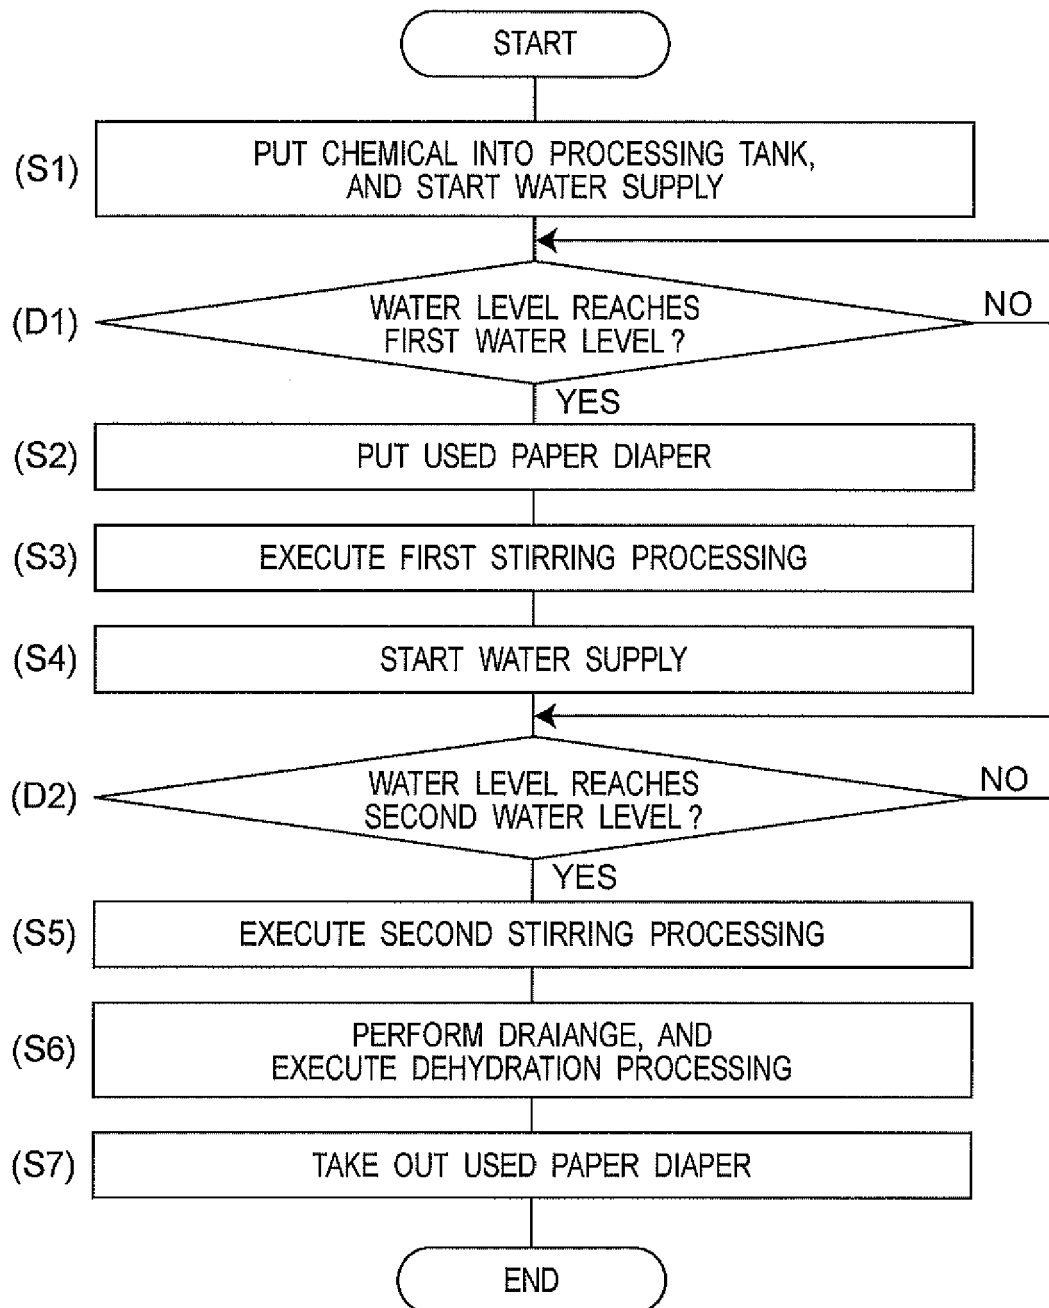 START
(S1)
PUT CHEMICAL INTO PROCESSING TANK,
AND START WATER SUPPLY
(D1)
WATER LEVEL REACHES
FIRST WATER LEVEL?
NO
YES
(S2)
PUT USED PAPER DIAPER
(S3)
EXECUTE FIRST STIRRING PROCESSING
(S4)
START WATER SUPPLY
(D2)
WATER LEVEL REACHES
SECOND WATER LEVEL?
NO
YES
(S5)
EXECUTE SECOND STIRRING PROCESSING
(S6)
PERFORM DRAIANGE, AND
EXECUTE DEHYDRATION PROCESSING
(S7)
TAKE OUT USED PAPER DIAPER
END